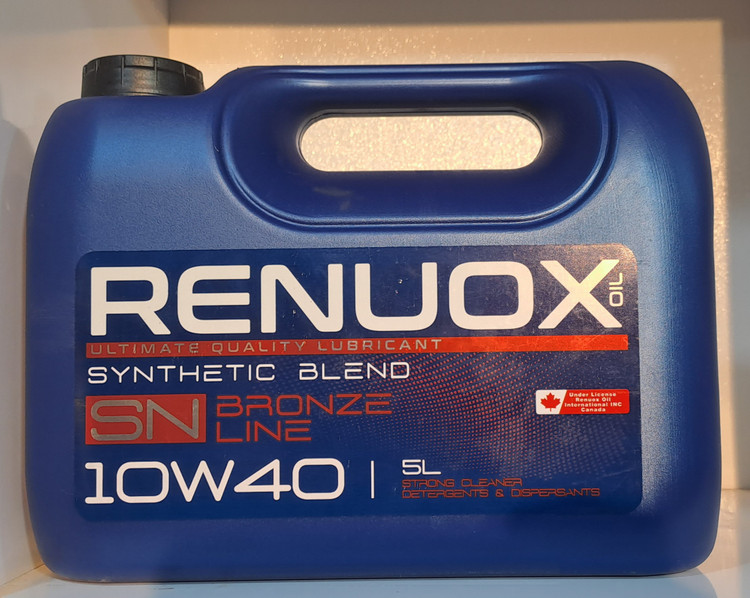 RENUOX OIL
ULTIMATE QUALITY LUBRICANT
SYNTHETIC BLEND
SN BRONZE
LINE
Under License
Renuox Oil
International INC
Canada
10W40 | 5L
STRONG CLEANER
DETERGENTS & DISPERSANTS